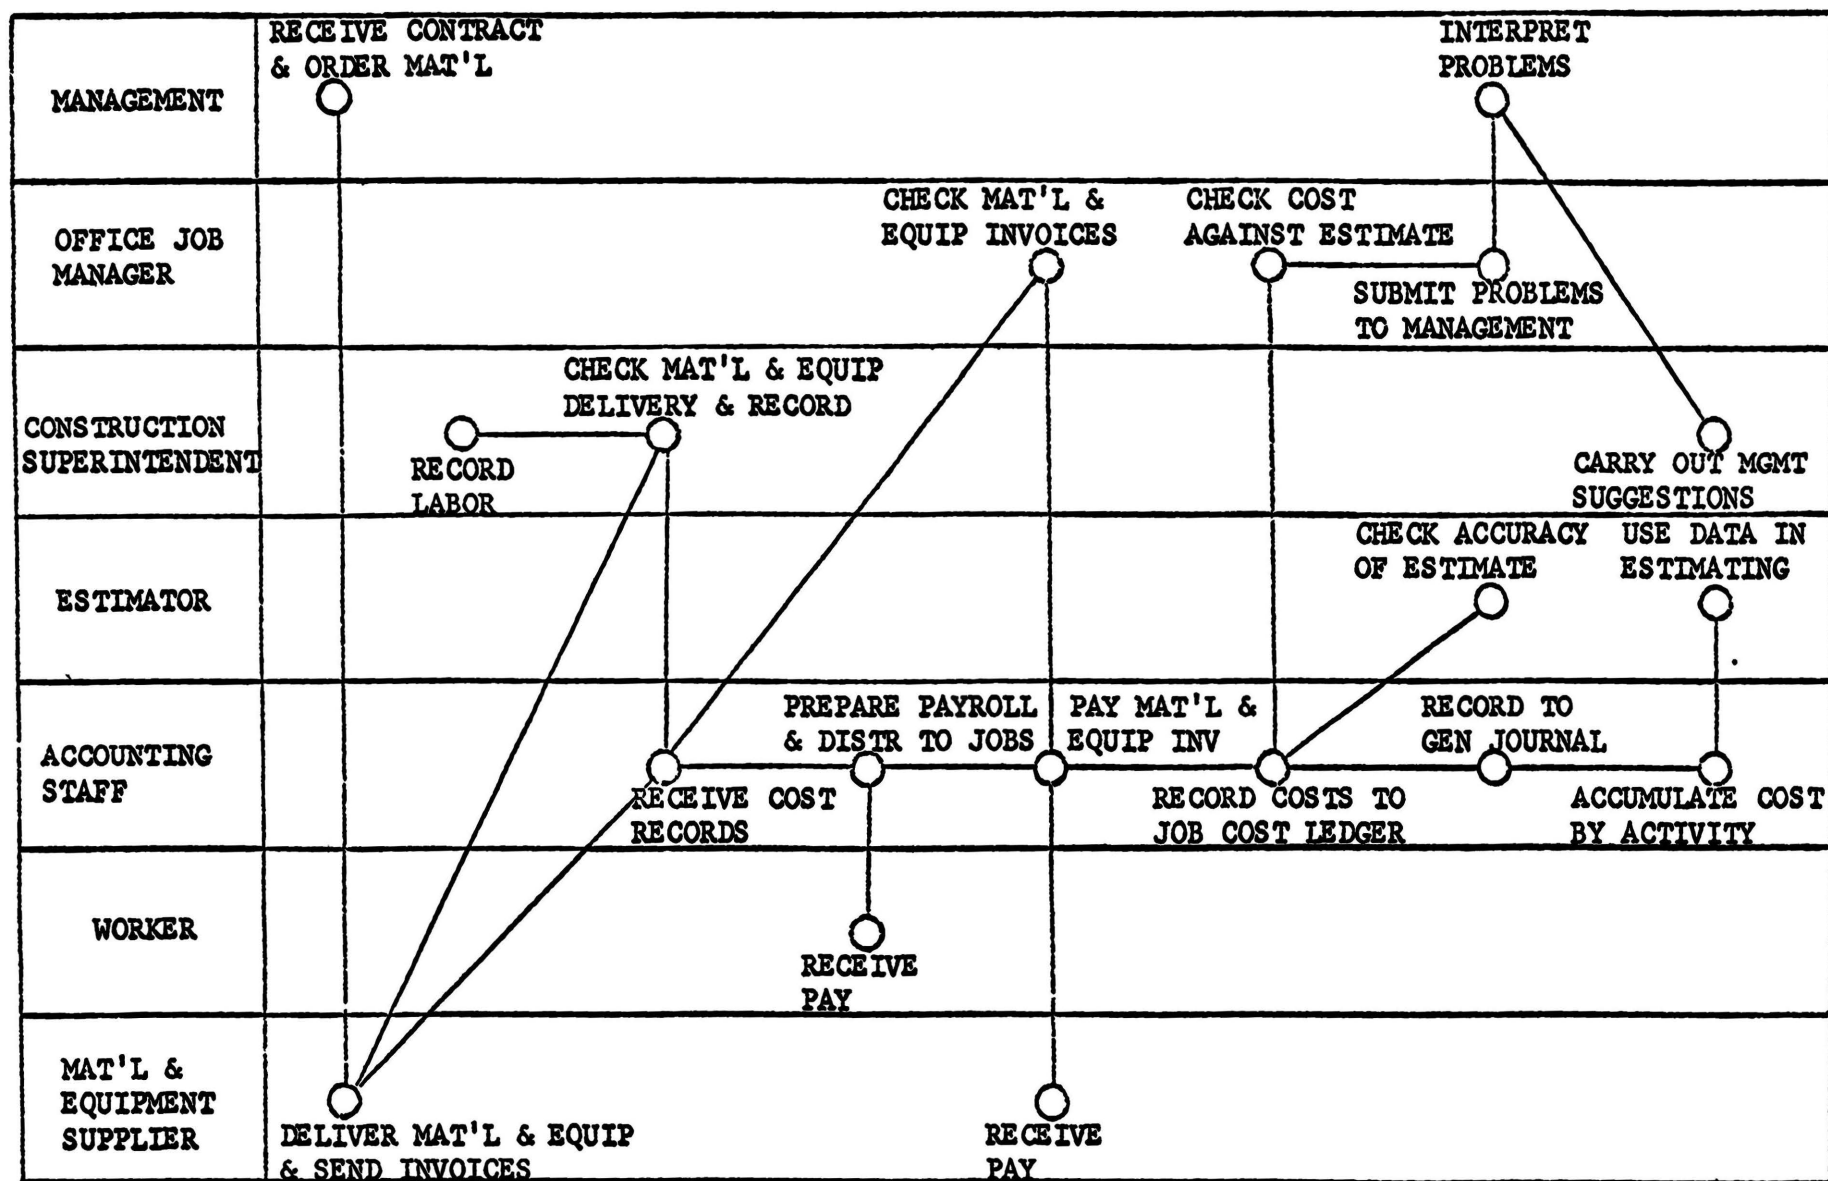 RECEIVE CONTRACT
& ORDER MAT'L
INTERPRET
PROBLEMS
MANAGEMENT
CHECK MAT'L &
EQUIP INVOICES
CHECK COST
AGAINST ESTIMATE
OFFICE JOB
MANAGER
SUBMIT PROBLEMS
TO MANAGEMENT
CHECK MAT'L & EQUIP
DELIVERY & RECORD
CONSTRUCTION
SUPERINTENDENT
RECORD
LABOR
CARRY OUT MGMT
SUGGESTIONS
CHECK ACCURACY
OF ESTIMATE
USE DATA IN
ESTIMATING
ESTIMATOR
PREPARE PAYROLL
& DISTR TO JOBS
PAY MAT'L &
EQUIP INV
RECORD TO
GEN JOURNAL
ACCOUNTING
STAFF
RECEIVE COST
RECORDS
RECORD COSTS TO
JOB COST LEDGER
ACCUMULATE COST
BY ACTIVITY
WORKER
RECEIVE
PAY
MAT'L &
EQUIPMENT
SUPPLIER
DELIVER MAT'L & EQUIP
& SEND INVOICES
RECEIVE
PAY